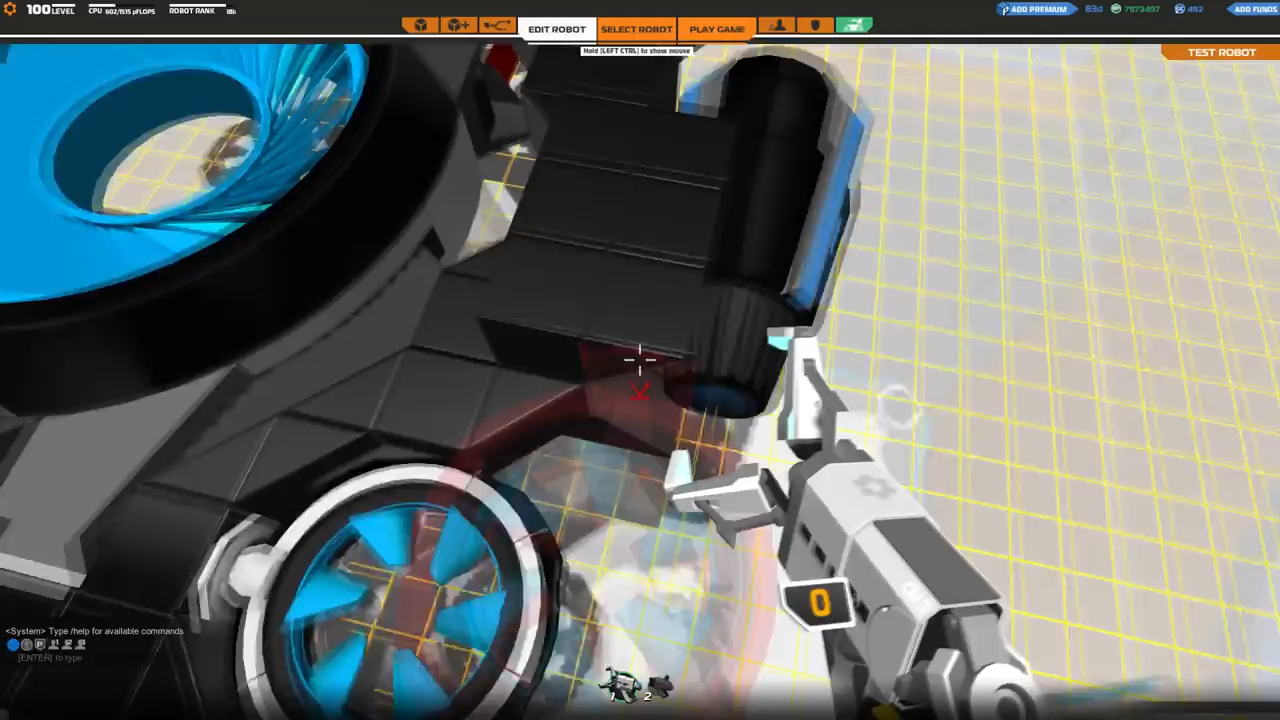 100 LEVEL
CPU 602/1515 pFLOPS
ROBOT RANK 18k
EDIT ROBOT
SELECT ROBOT
PLAY GAME
ADD PREMIUM
83d
7973497
492
ADD FUNDS
Hold [LEFT CTRL] to show mouse
TEST ROBOT
0
<System> Type /help for available commands
[ENTER] to type
1
2